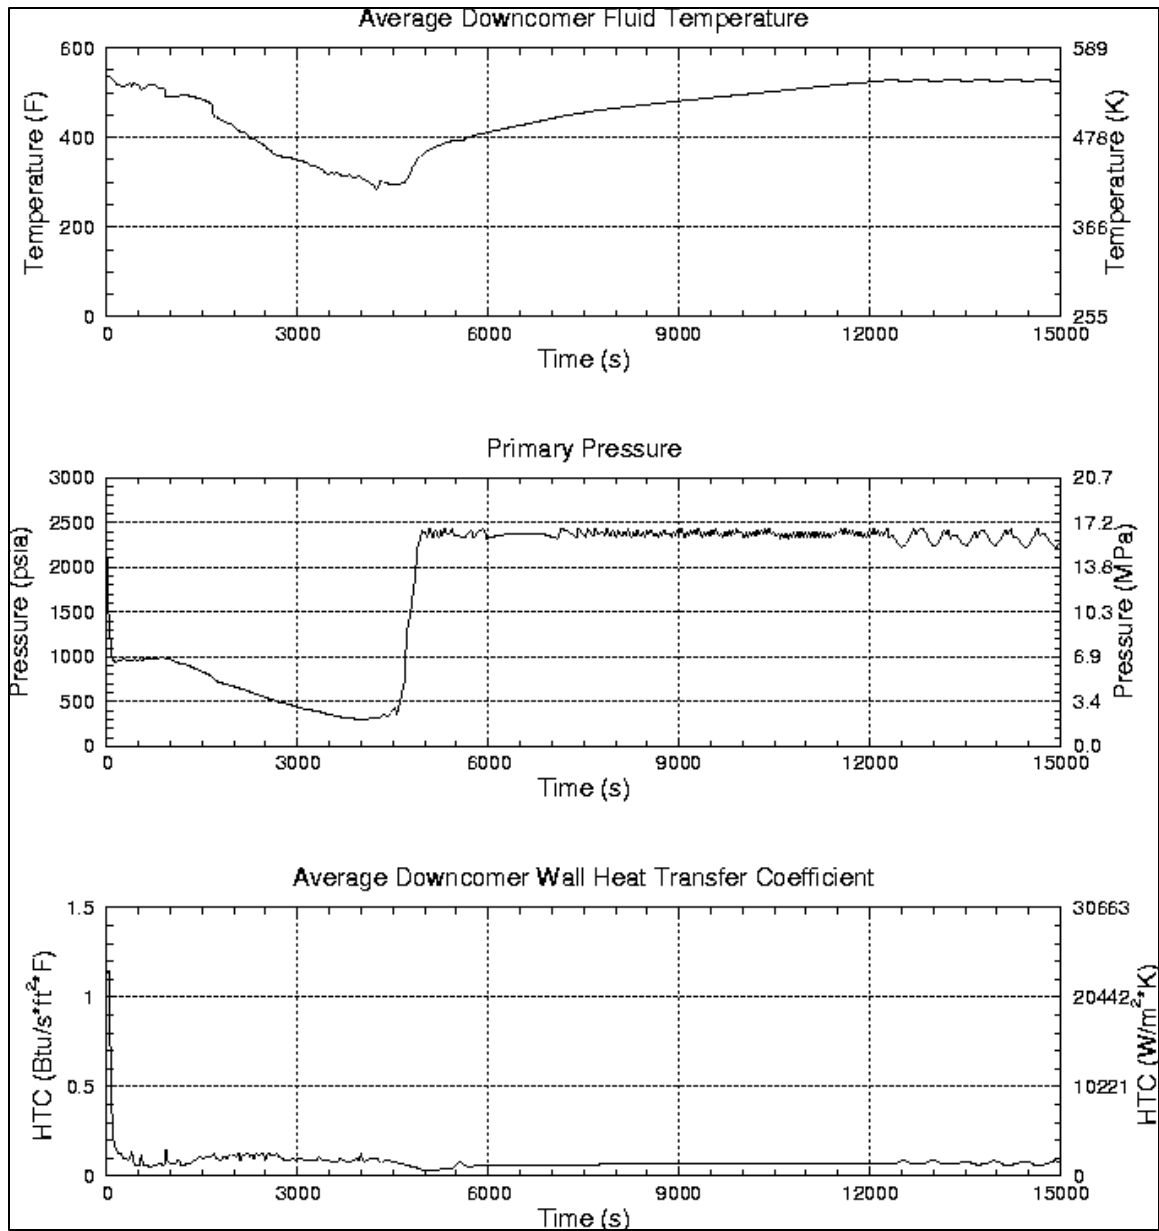 Average Downcomer Fluid Temperature
600 589
400 478
200 366
0 255
Temperature (F)
Temperature (K)
0 3000 6000 9000 12000 15000
Time (s)
Primary Pressure
3000 20.7
2500 17.2
2000 13.8
1500 10.3
1000 6.9
500 3.4
0 0.0
Pressure (psia)
Pressure (MPa)
0 3000 6000 9000 12000 15000
Time (s)
Average Downcomer Wall Heat Transfer Coefficient
1.5 30663
1 20442
0.5 10221
0 0
HTC (Btu/s*ft²*F)
HTC (W/m²*K)
0 3000 6000 9000 12000 15000
Time (s)